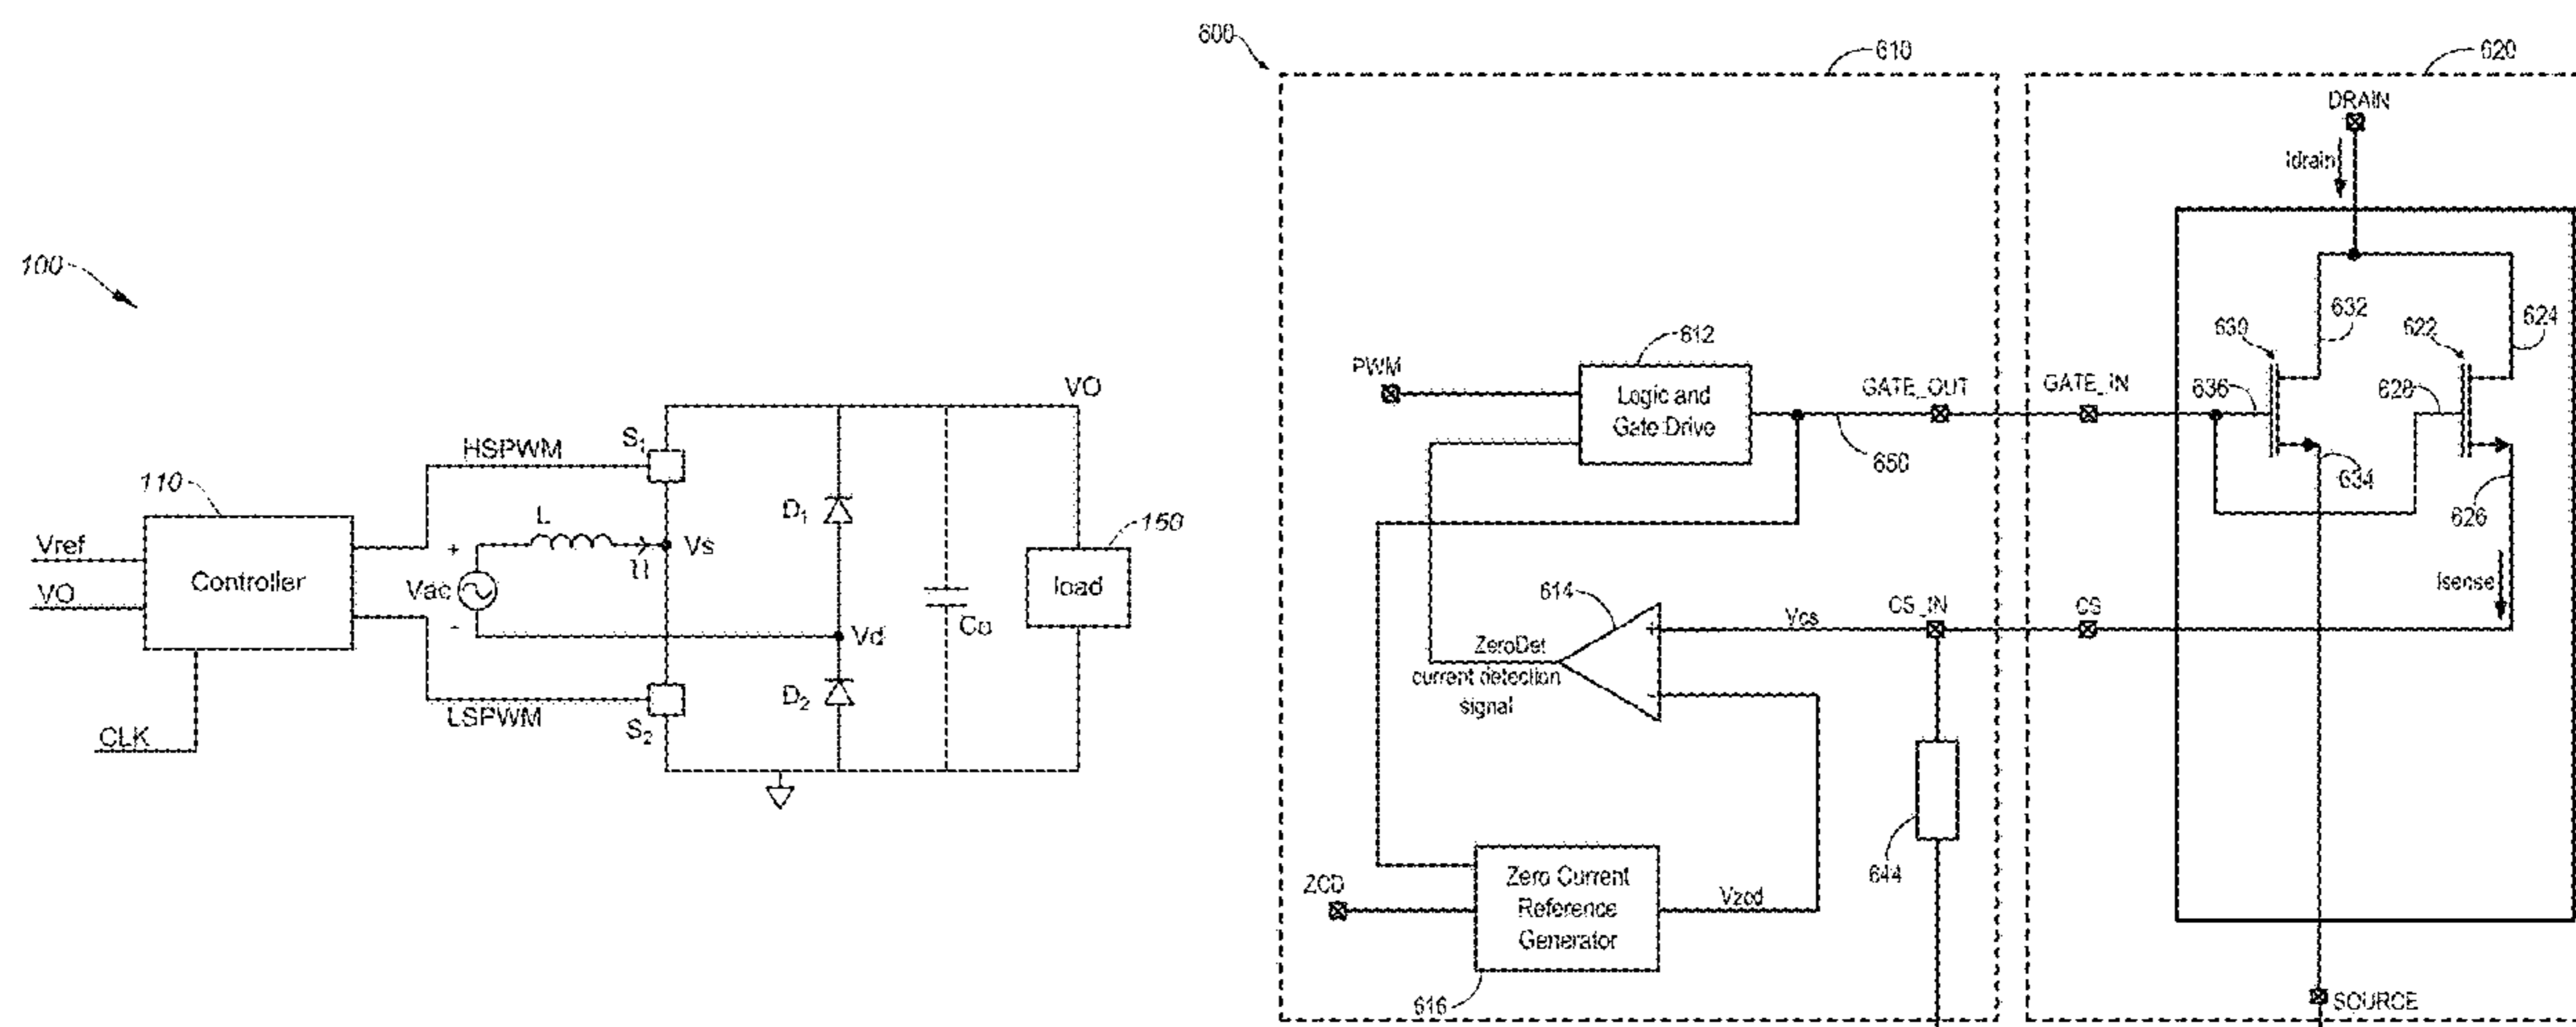 100
110
Vref
VO
Controller
CLK
HSPWM
LSPWM
Vac
+
-
L
Il
S1
Vs
S2
D1
Vd
D2
Co
VO
150
load
600
610
620
DRAIN
Idrain
632
624
630
622
636
628
634
626
Isense
612
PWM
Logic and
Gate Drive
GATE_OUT
GATE_IN
650
614
ZeroDet
current detection
signal
+
-
Vcs
CS_IN
CS
644
ZCD
Zero Current
Reference
Generator
Vzcd
616
SOURCE